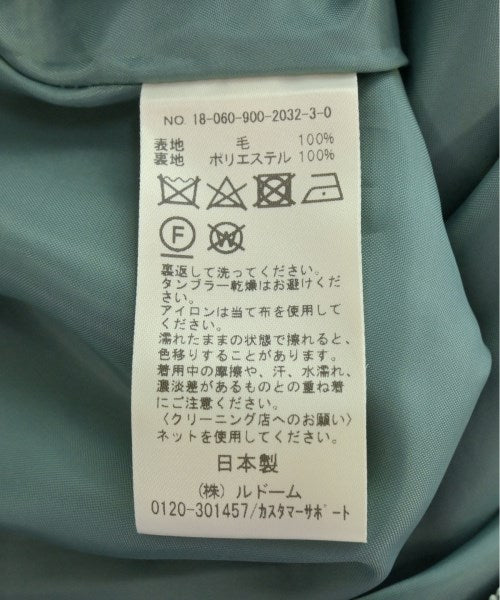 NO. 18-060-900-2032-3-0
表地 毛 100%
裏地 ポリエステル 100%
F W
裏返して洗ってください。
タンブラー乾燥はお避けくださ
い。
アイロンは当て布を使用して
ください。
濡れたままの状態で擦れると、
色移りすることがあります。
着用中の摩擦や、汗、水濡れ、
濃淡差があるものとの重ね着
にご注意ください。
〈クリーニング店へのお願い〉
ネットを使用してください。
日本製
(株) ルドーム
0120-301457/カスタマーサポート